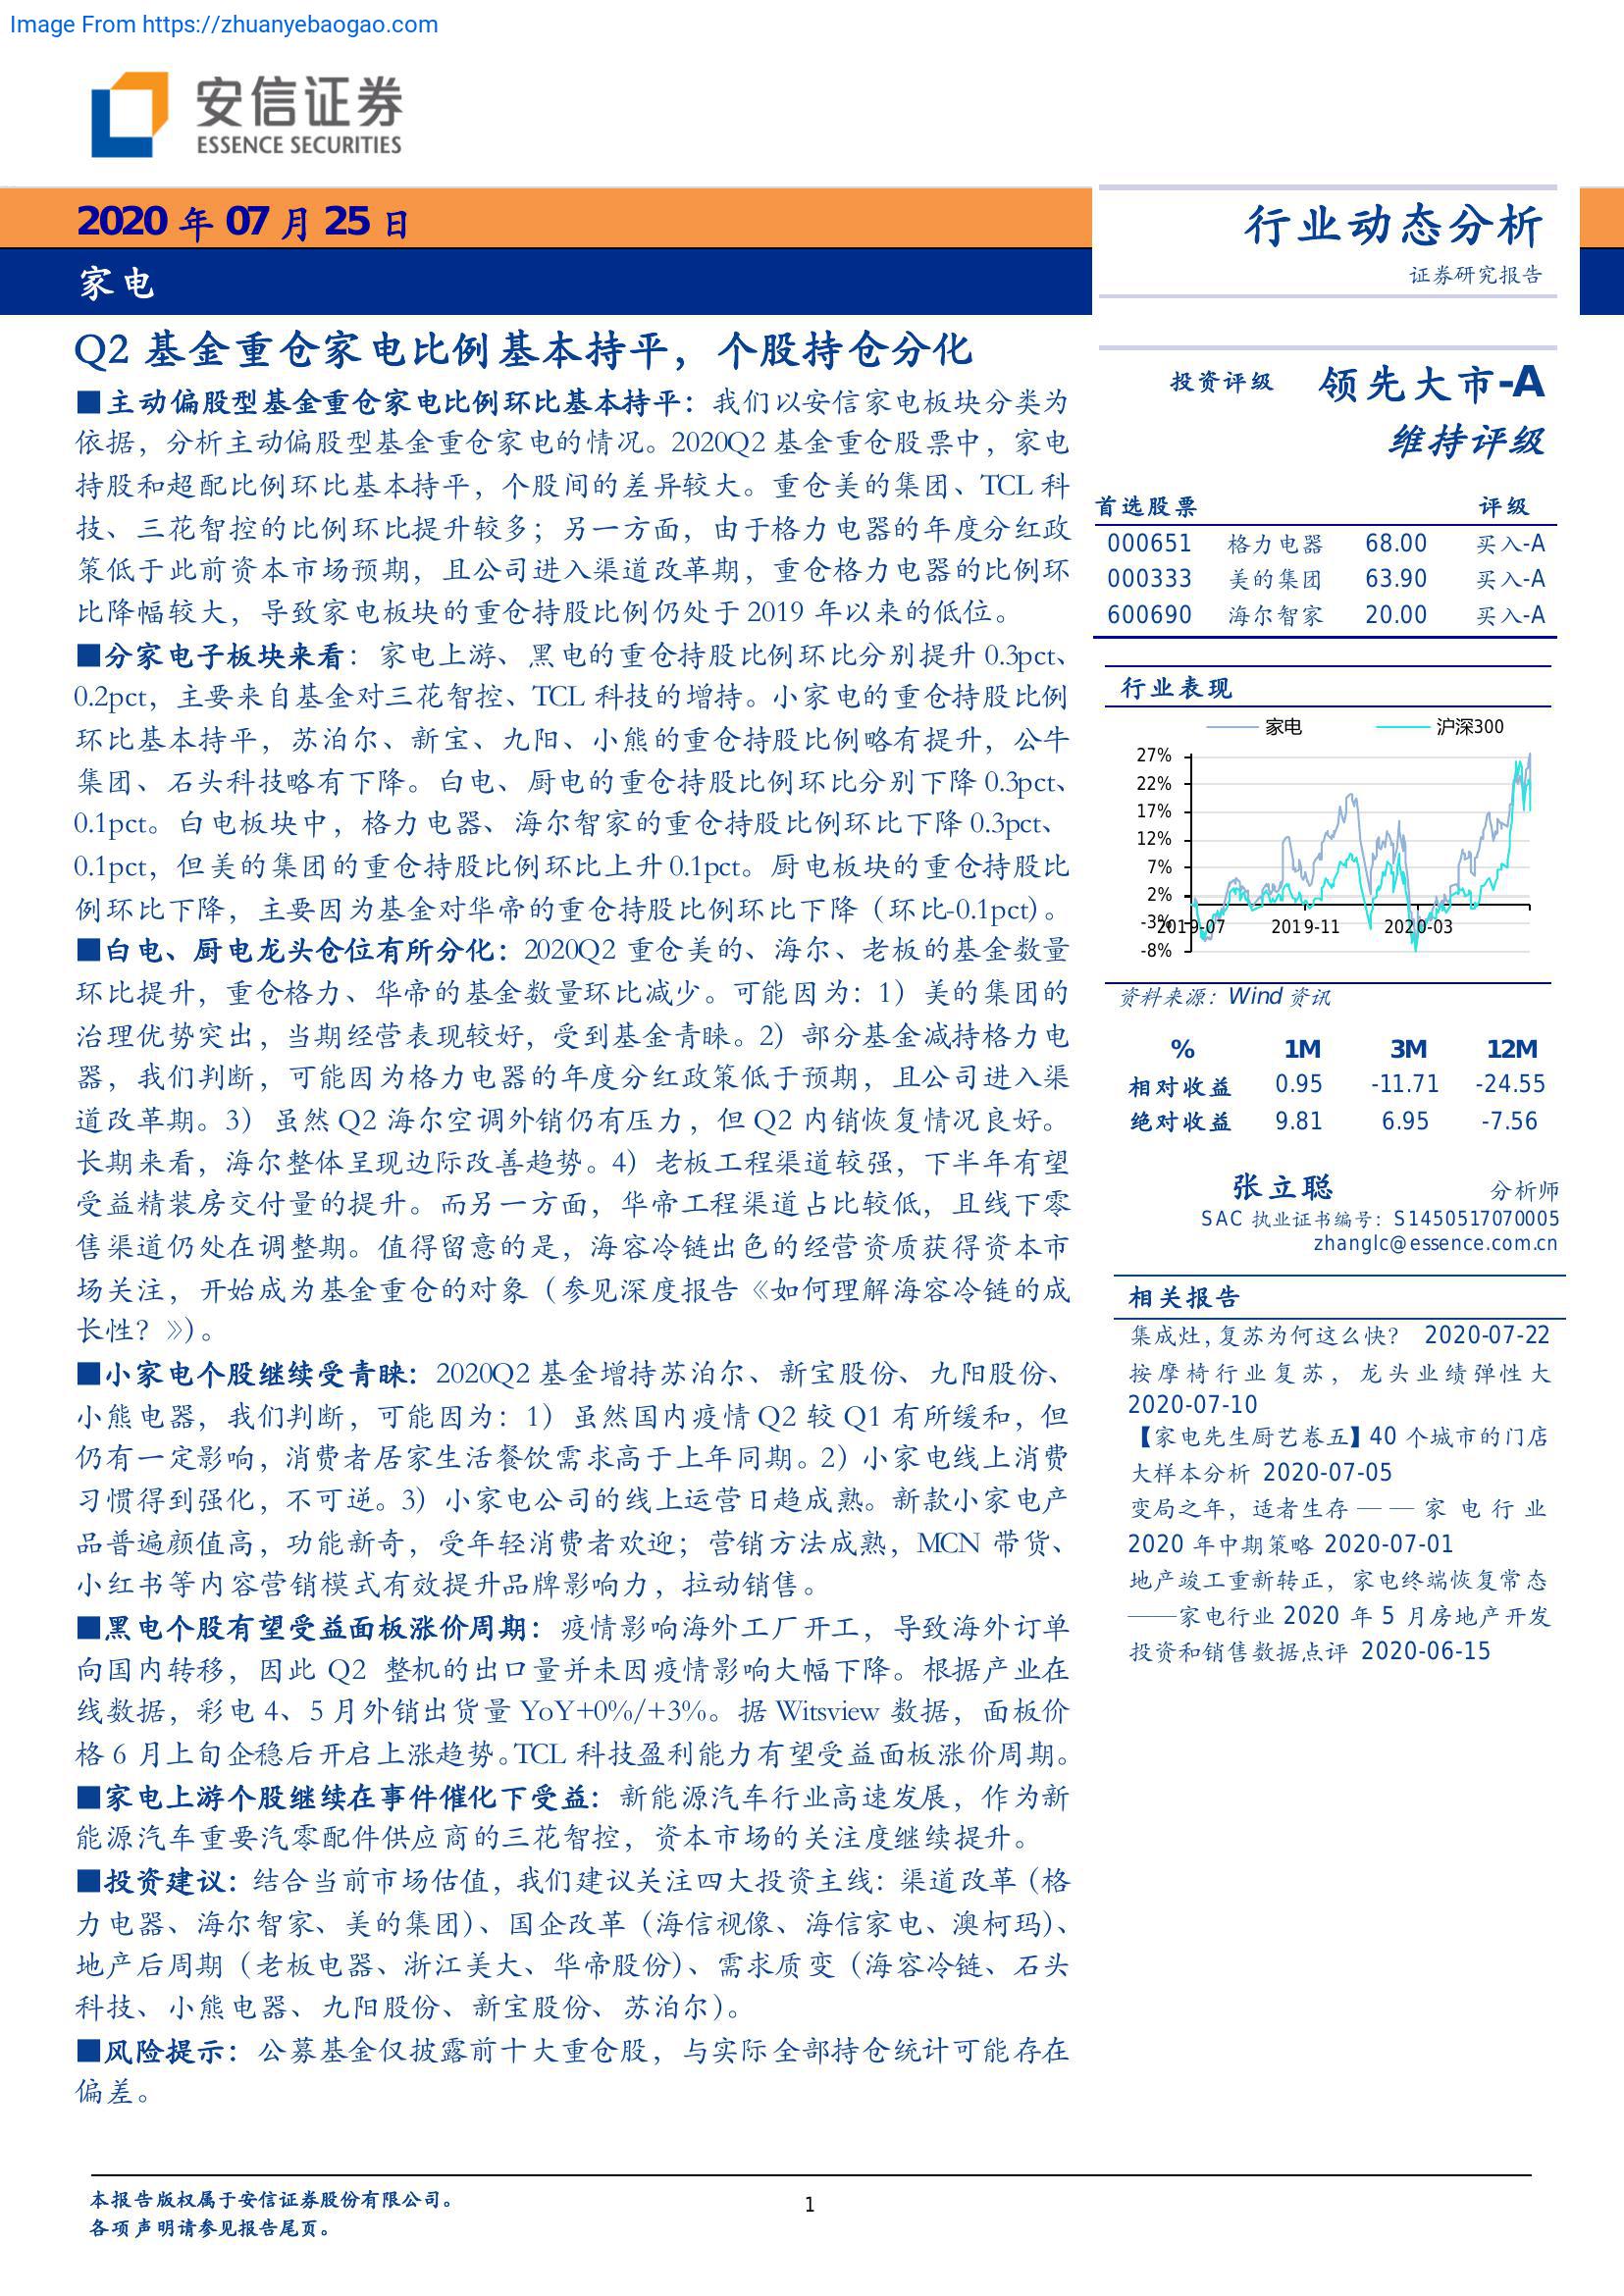 Image From https://zhuanyebaogao.com
安信证券
ESSENCE SECURITIES
2020 年 07 月 25 日
家电
行业动态分析
证券研究报告
Q2 基金重仓家电比例基本持平，个股持仓分化
■主动偏股型基金重仓家电比例环比基本持平：我们以安信家电板块分类为
依据，分析主动偏股型基金重仓家电的情况。2020Q2 基金重仓股票中，家电
持股和超配比例环比基本持平，个股间的差异较大。重仓美的集团、TCL 科
技、三花智控的比例环比提升较多；另一方面，由于格力电器的年度分红政
策低于此前资本市场预期，且公司进入渠道改革期，重仓格力电器的比例环
比降幅较大，导致家电板块的重仓持股比例仍处于 2019 年以来的低位。
■分家电子板块来看：家电上游、黑电的重仓持股比例环比分别提升 0.3pct、
0.2pct，主要来自基金对三花智控、TCL 科技的增持。小家电的重仓持股比例
环比基本持平，苏泊尔、新宝、九阳、小熊的重仓持股比例略有提升，公牛
集团、石头科技略有下降。白电、厨电的重仓持股比例环比分别下降 0.3pct、
0.1pct。白电板块中，格力电器、海尔智家的重仓持股比例环比下降 0.3pct、
0.1pct，但美的集团的重仓持股比例环比上升 0.1pct。厨电板块的重仓持股比
例环比下降，主要因为基金对华帝的重仓持股比例环比下降（环比-0.1pct）。
■白电、厨电龙头仓位有所分化：2020Q2 重仓美的、海尔、老板的基金数量
环比提升，重仓格力、华帝的基金数量环比减少。可能因为：1）美的集团的
治理优势突出，当期经营表现较好，受到基金青睐。2）部分基金减持格力电
器，我们判断，可能因为格力电器的年度分红政策低于预期，且公司进入渠
道改革期。3）虽然 Q2 海尔空调外销仍有压力，但 Q2 内销恢复情况良好。
长期来看，海尔整体呈现边际改善趋势。4）老板工程渠道较强，下半年有望
受益精装房交付量的提升。而另一方面，华帝工程渠道占比较低，且线下零
售渠道仍处在调整期。值得留意的是，海容冷链出色的经营资质获得资本市
场关注，开始成为基金重仓的对象（参见深度报告《如何理解海容冷链的成
长性？》）。
■小家电个股继续受青睐：2020Q2 基金增持苏泊尔、新宝股份、九阳股份、
小熊电器，我们判断，可能因为：1）虽然国内疫情 Q2 较 Q1 有所缓和，但
仍有一定影响，消费者居家生活餐饮需求高于上年同期。2）小家电线上消费
习惯得到强化，不可逆。3）小家电公司的线上运营日趋成熟。新款小家电产
品普遍颜值高，功能新奇，受年轻消费者欢迎；营销方法成熟，MCN 带货、
小红书等内容营销模式有效提升品牌影响力，拉动销售。
■黑电个股有望受益面板涨价周期：疫情影响海外工厂开工，导致海外订单
向国内转移，因此 Q2 整机的出口量并未因疫情影响大幅下降。根据产业在
线数据，彩电 4、5 月外销出货量 YoY+0%/+3%。据 Witsview 数据，面板价
格 6 月上旬企稳后开启上涨趋势。TCL 科技盈利能力有望受益面板涨价周期。
■家电上游个股继续在事件催化下受益：新能源汽车行业高速发展，作为新
能源汽车重要汽零配件供应商的三花智控，资本市场的关注度继续提升。
■投资建议：结合当前市场估值，我们建议关注四大投资主线：渠道改革（格
力电器、海尔智家、美的集团）、国企改革（海信视像、海信家电、澳柯玛）、
地产后周期（老板电器、浙江美大、华帝股份）、需求质变（海容冷链、石头
科技、小熊电器、九阳股份、新宝股份、苏泊尔）。
■风险提示：公募基金仅披露前十大重仓股，与实际全部持仓统计可能存在
偏差。
投资评级 领先大市-A
维持评级
首选股票 评级
000651 格力电器 68.00 买入-A
000333 美的集团 63.90 买入-A
600690 海尔智家 20.00 买入-A
行业表现
家电 沪深300
27%
22%
17%
12%
7%
2%
-3%
-8%
2019-07 2019-11 2020-03
资料来源：Wind 资讯
% 1M 3M 12M
相对收益 0.95 -11.71 -24.55
绝对收益 9.81 6.95 -7.56
张立聪 分析师
SAC 执业证书编号：S1450517070005
zhanglc@essence.com.cn
相关报告
集成灶，复苏为何这么快？ 2020-07-22
按摩椅行业复苏，龙头业绩弹性大
2020-07-10
【家电先生厨艺卷五】40 个城市的门店
大样本分析 2020-07-05
变局之年，适者生存——家电行业
2020 年中期策略 2020-07-01
地产竣工重新转正，家电终端恢复常态
——家电行业 2020 年 5 月房地产开发
投资和销售数据点评 2020-06-15
本报告版权属于安信证券股份有限公司。
各项声明请参见报告尾页。
1